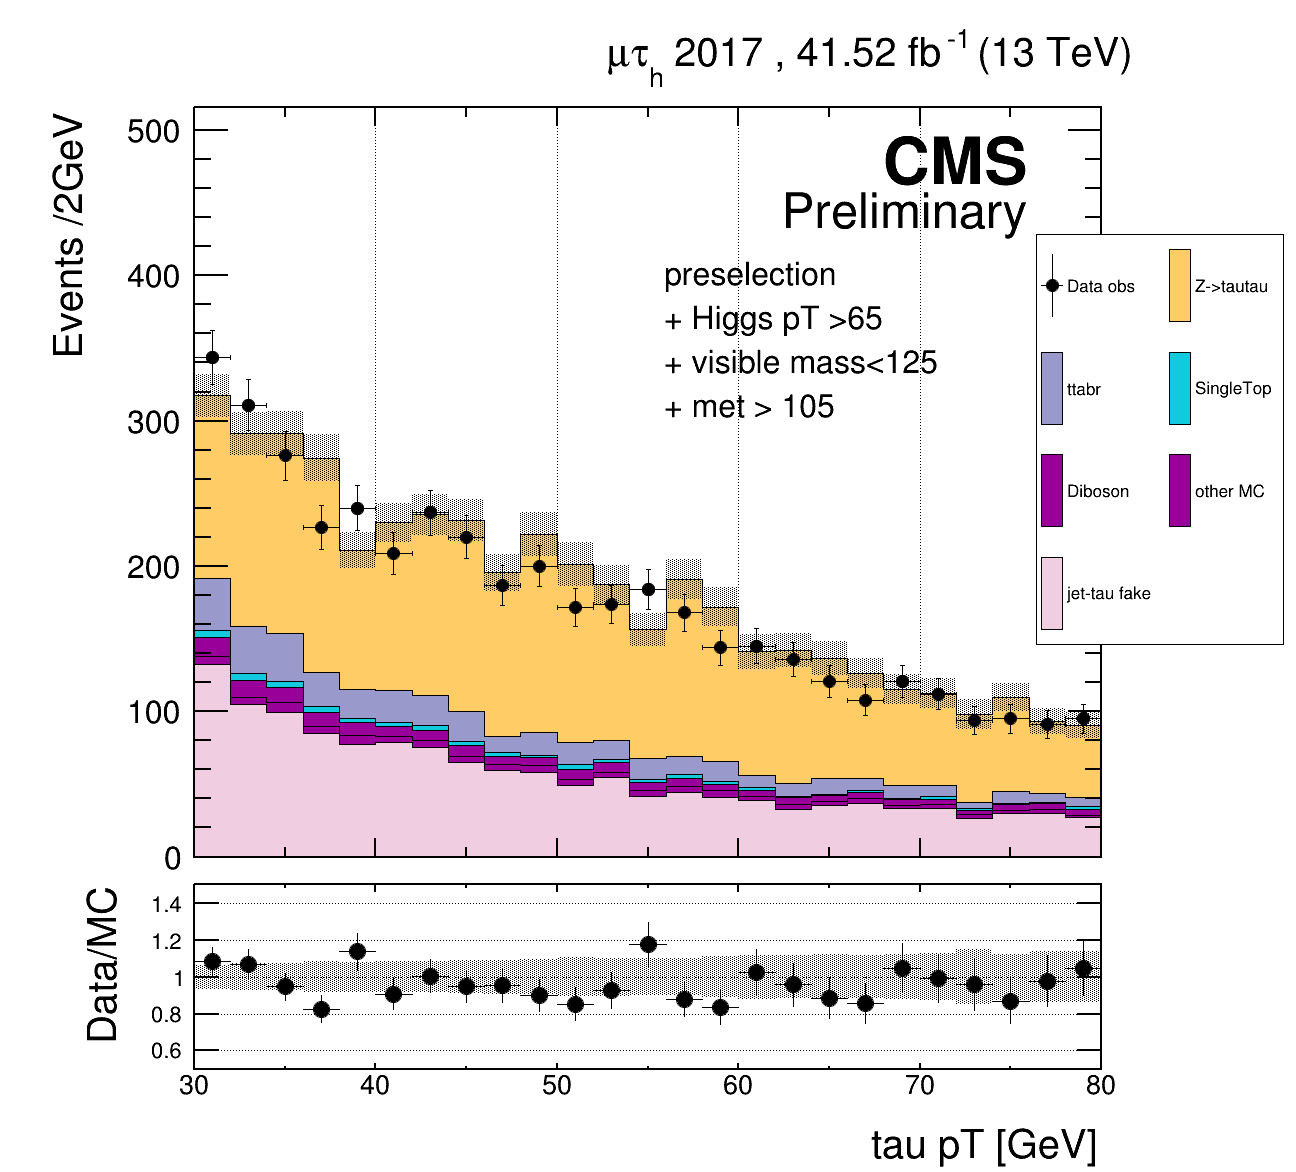 μτh 2017 , 41.52 fb-1 (13 TeV)
Events /2GeV
500
400
300
200
100
0
CMS
Preliminary
preselection
+ Higgs pT >65
+ visible mass<125
+ met > 105
Data obs
Z->tautau
ttabr
SingleTop
Diboson
other MC
jet-tau fake
Data/MC
1.4
1.2
1
0.8
0.6
30 40 50 60 70 80
tau pT [GeV]